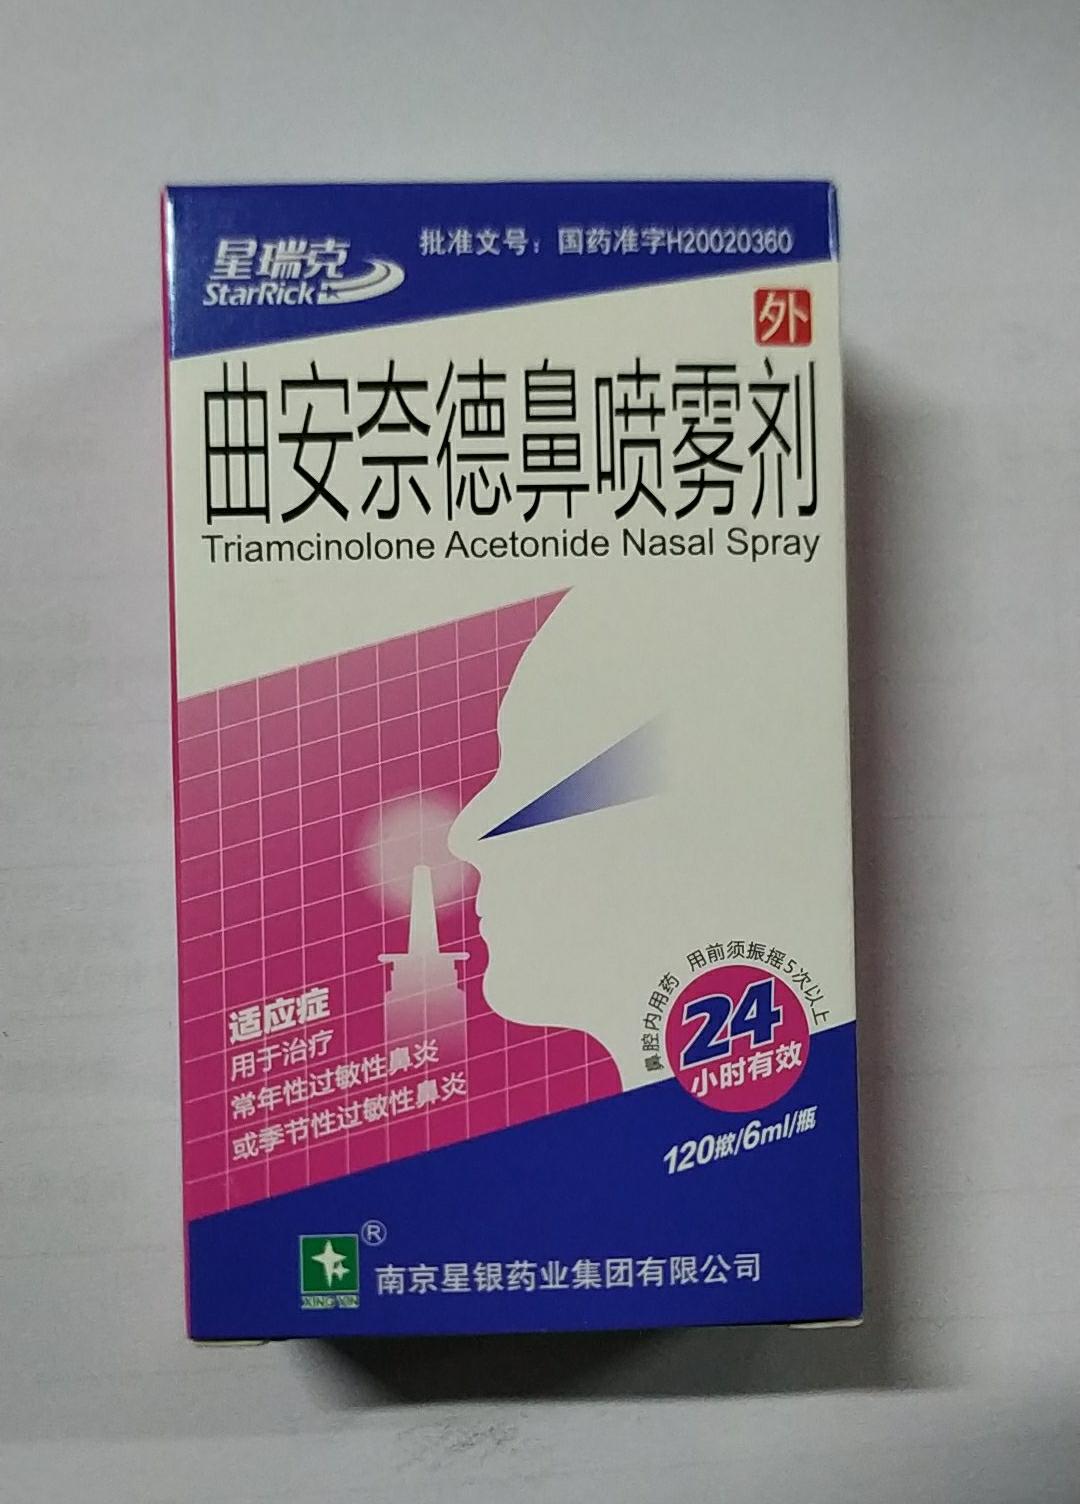 星瑞克
StarRick
批准文号：国药准字H20020360
外
曲安奈德鼻喷雾剂
Triamcinolone Acetonide Nasal Spray
适应症
用于治疗
常年性过敏性鼻炎
或季节性过敏性鼻炎
鼻腔内用药 用前须振摇5次以上
24
小时有效
120揿/6ml/瓶
®
XING YIN
南京星银药业集团有限公司